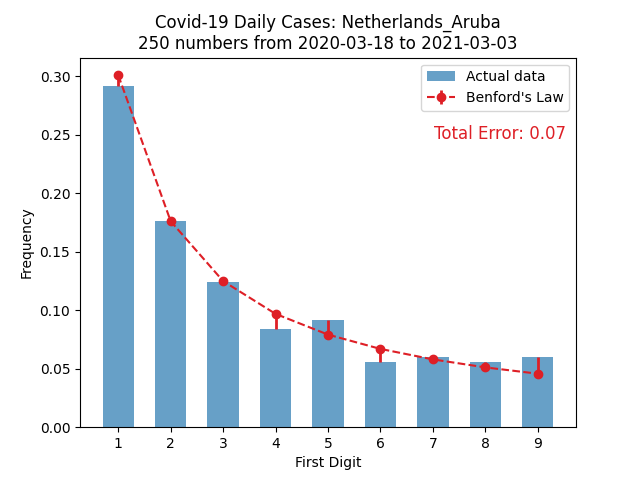 Covid-19 Daily Cases: Netherlands_Aruba
250 numbers from 2020-03-18 to 2021-03-03
Actual data
Benford's Law
Total Error: 0.07
Frequency
0.30
0.25
0.20
0.15
0.10
0.05
0.00
1 2 3 4 5 6 7 8 9
First Digit